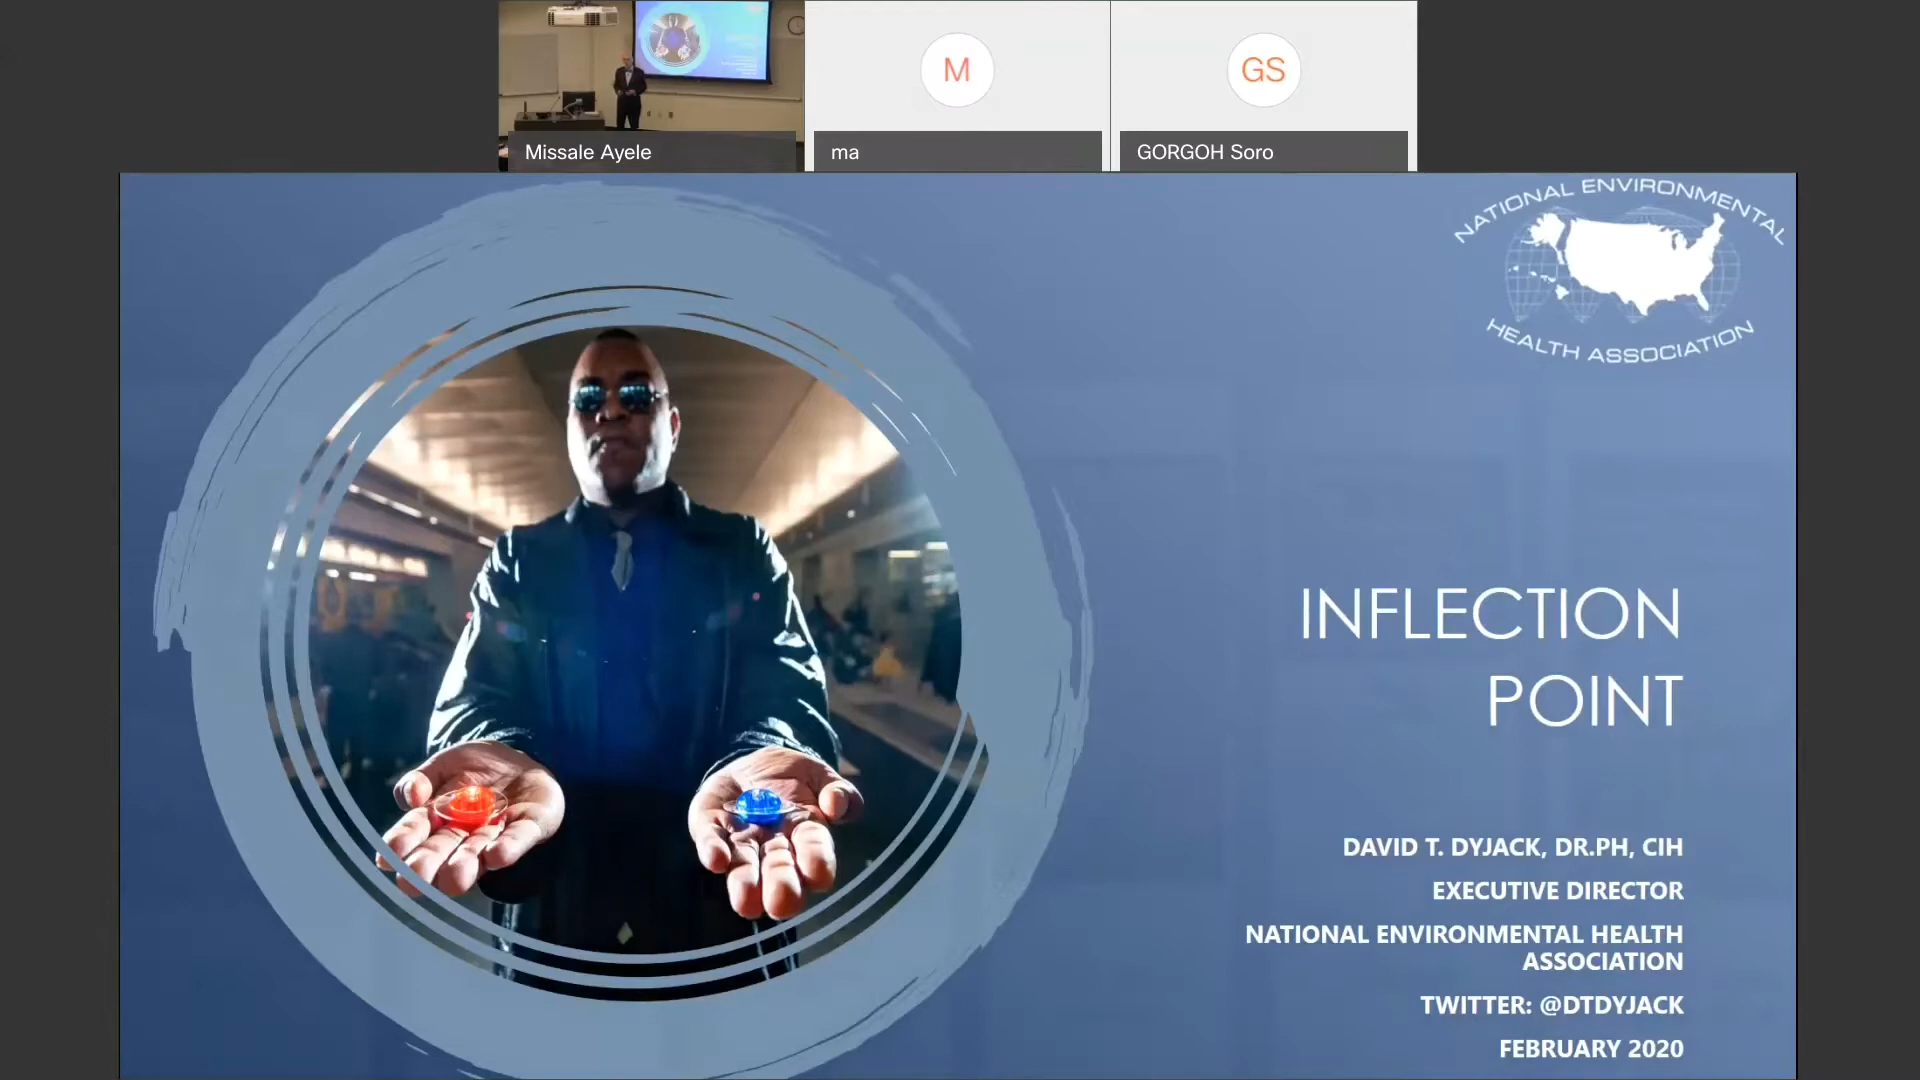 M
GS
Missale Ayele
ma
GORGOH Soro
NATIONAL ENVIRONMENTAL
HEALTH ASSOCIATION
INFLECTION
POINT
DAVID T. DYJACK, DR.PH, CIH
EXECUTIVE DIRECTOR
NATIONAL ENVIRONMENTAL HEALTH
ASSOCIATION
TWITTER: @DTDYJACK
FEBRUARY 2020